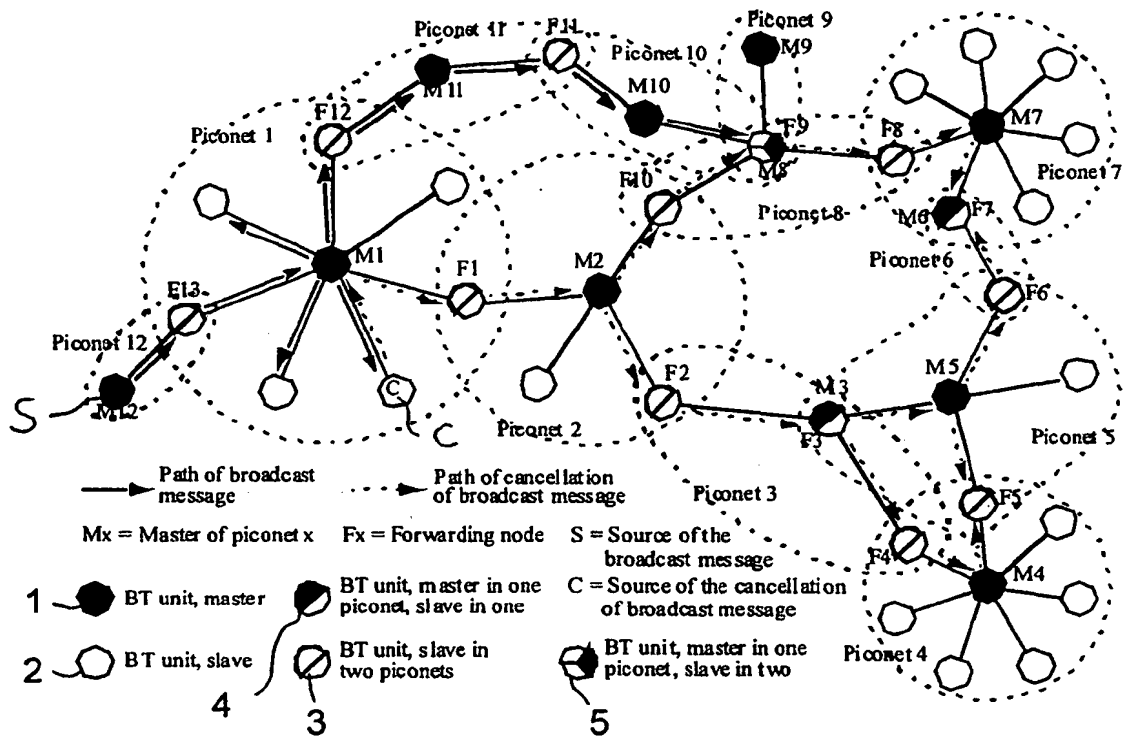 Piconet 11
F11
Piconet 9
M9
Piconet 10
M11
M10
F12
Piconet 1
F9
M8
F8
M7
Piconet 7
F10
Piconet 8
M6
F7
M1
F1
M2
Piconet 6
F13
F6
Piconet 12
M12
S
C
C
F2
Piconet 2
M3
F3
M5
Piconet 5
Piconet 3
F5
F4
M4
Piconet 4
Path of broadcast
message
Path of cancellation
of broadcast message
Mx = Master of piconet x
Fx = Forwarding node
S = Source of the
broadcast message
1
BT unit, master
BT unit, master in one
piconet, slave in one
C = Source of the cancellation
of broadcast message
2
BT unit, slave
4
BT unit, slave in
two piconets
3
BT unit, master in one
piconet, slave in two
5